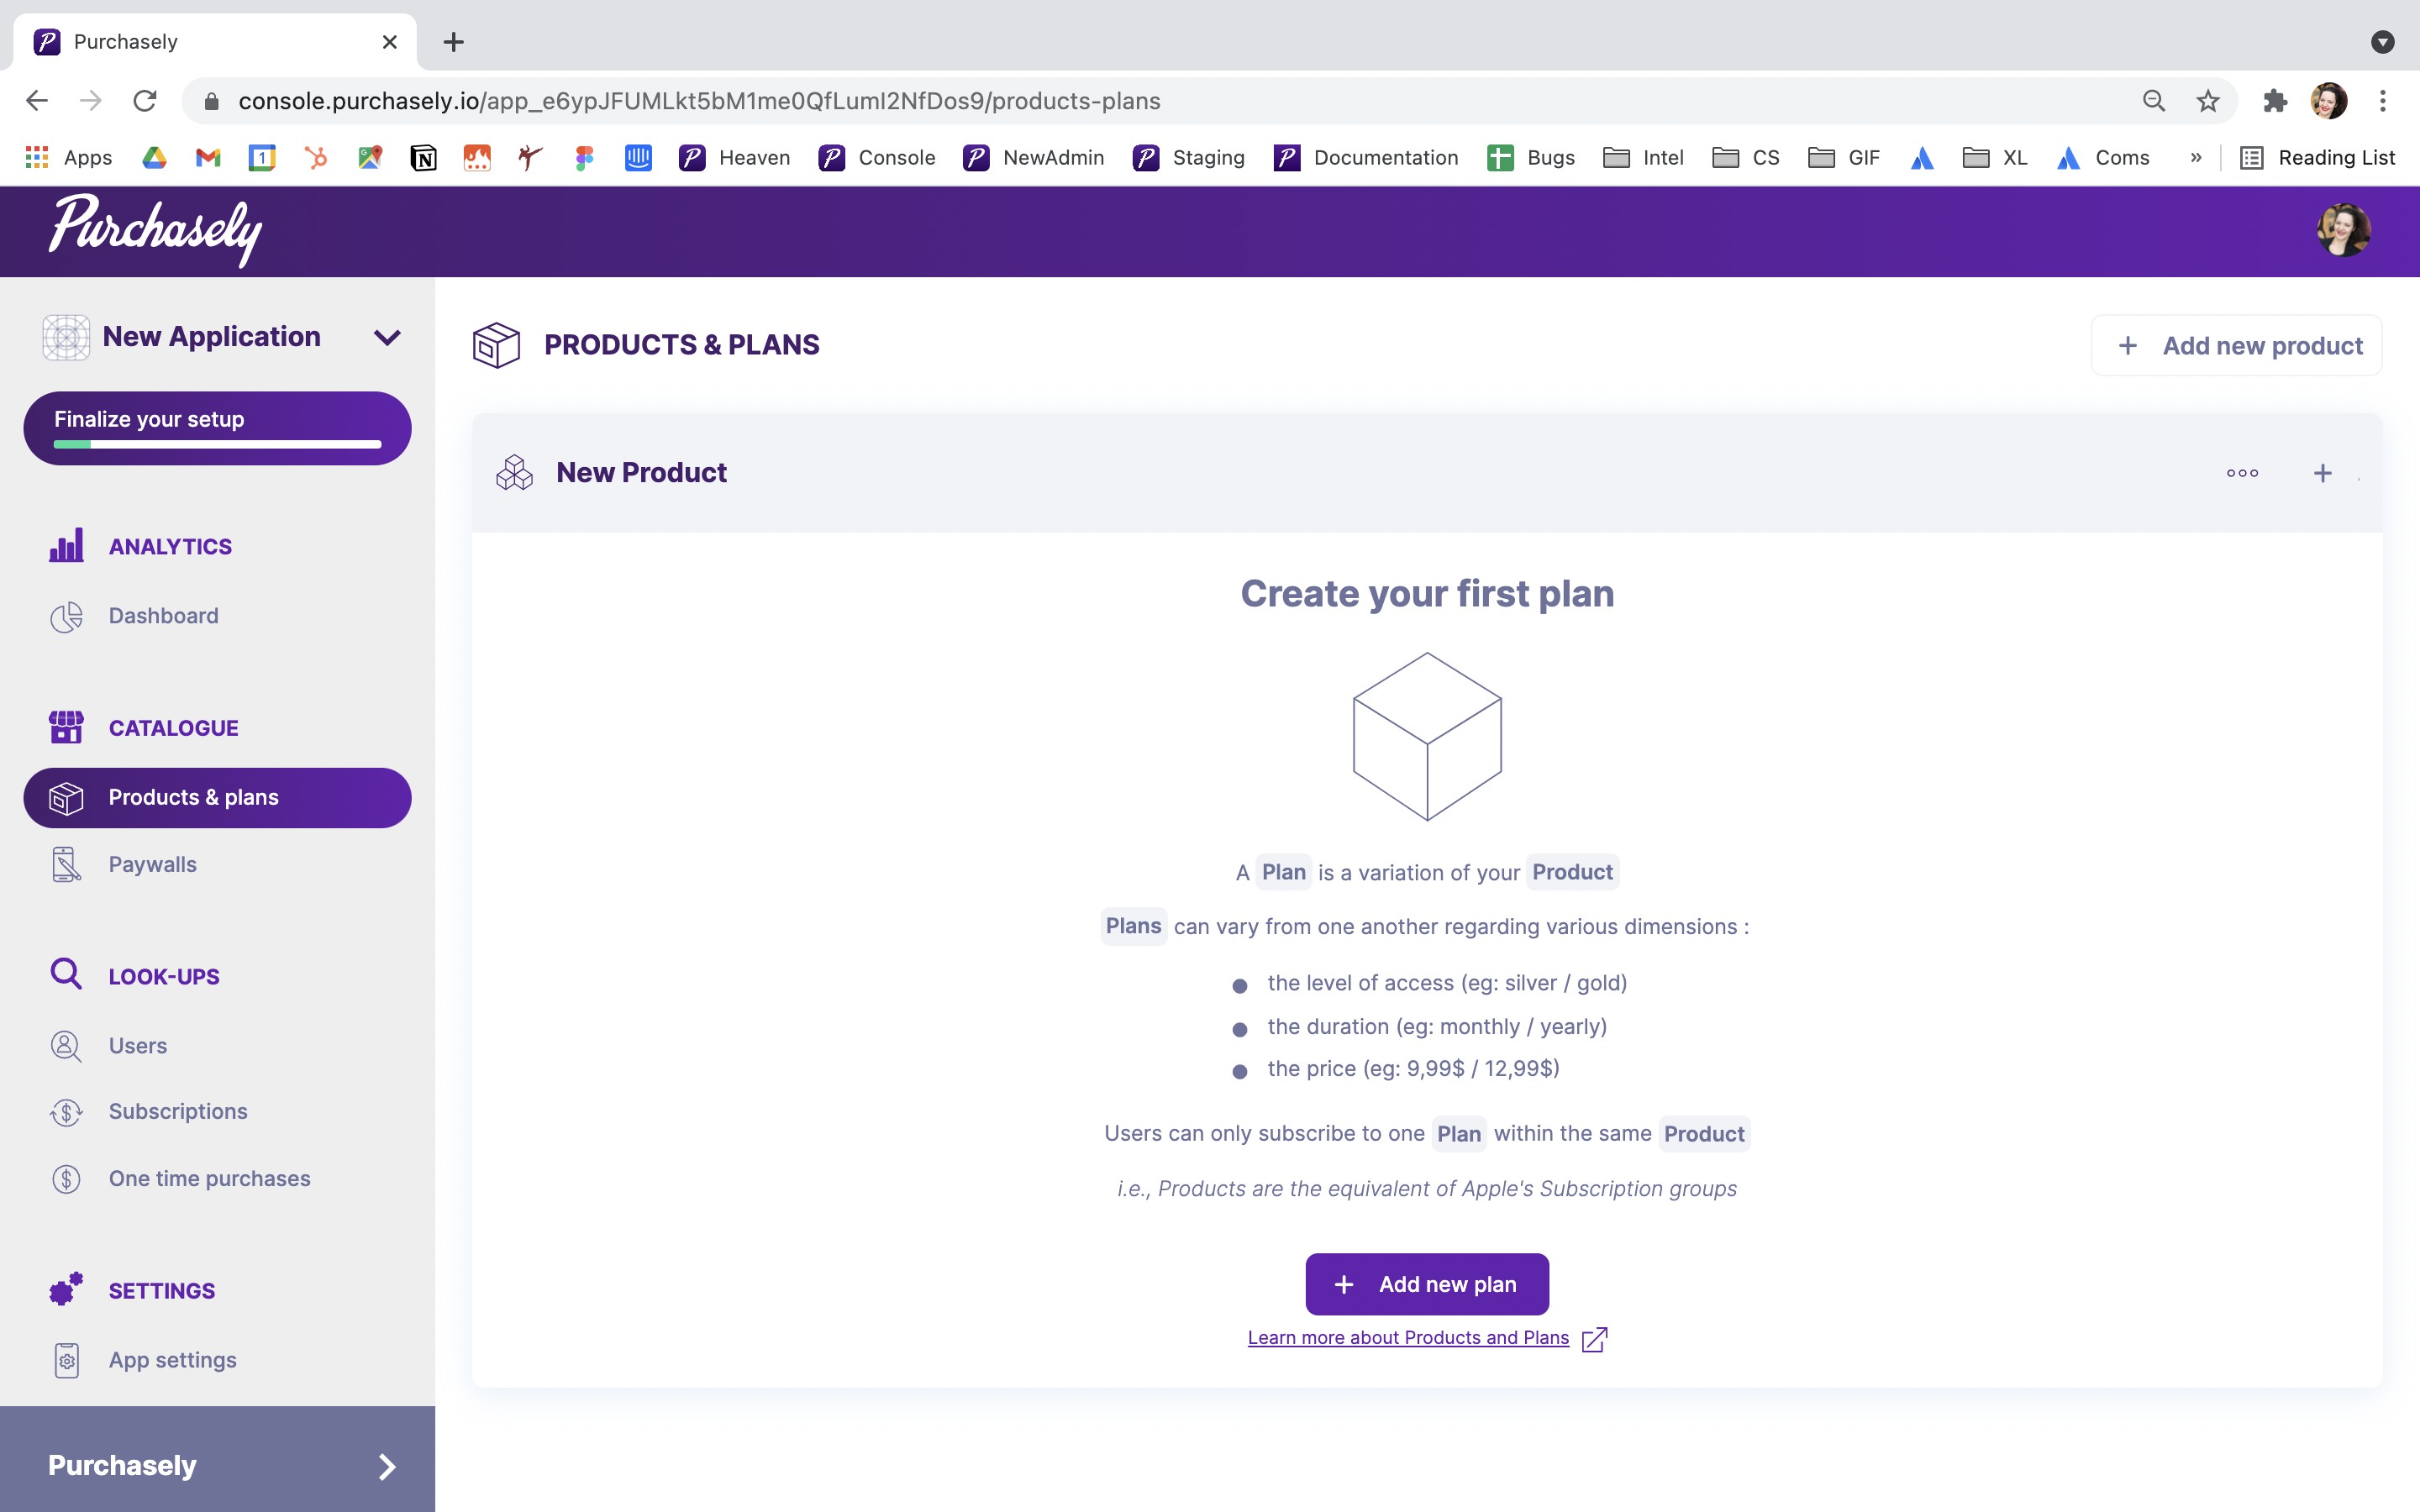 Purchasely
console.purchasely.io/app_e6ypJFUMLkt5bM1me0QfLumI2NfDos9/products-plans
Apps 1 Heaven Console NewAdmin Staging Documentation Bugs Intel CS GIF XL Coms » Reading List
Purchasely
New Application
Finalize your setup
ANALYTICS
Dashboard
CATALOGUE
Products & plans
Paywalls
LOOK-UPS
Users
Subscriptions
One time purchases
SETTINGS
App settings
Purchasely
PRODUCTS & PLANS
+ Add new product
New Product
Create your first plan
A Plan is a variation of your Product
Plans can vary from one another regarding various dimensions :
the level of access (eg: silver / gold)
the duration (eg: monthly / yearly)
the price (eg: 9,99$ / 12,99$)
Users can only subscribe to one Plan within the same Product
i.e., Products are the equivalent of Apple's Subscription groups
+ Add new plan
Learn more about Products and Plans